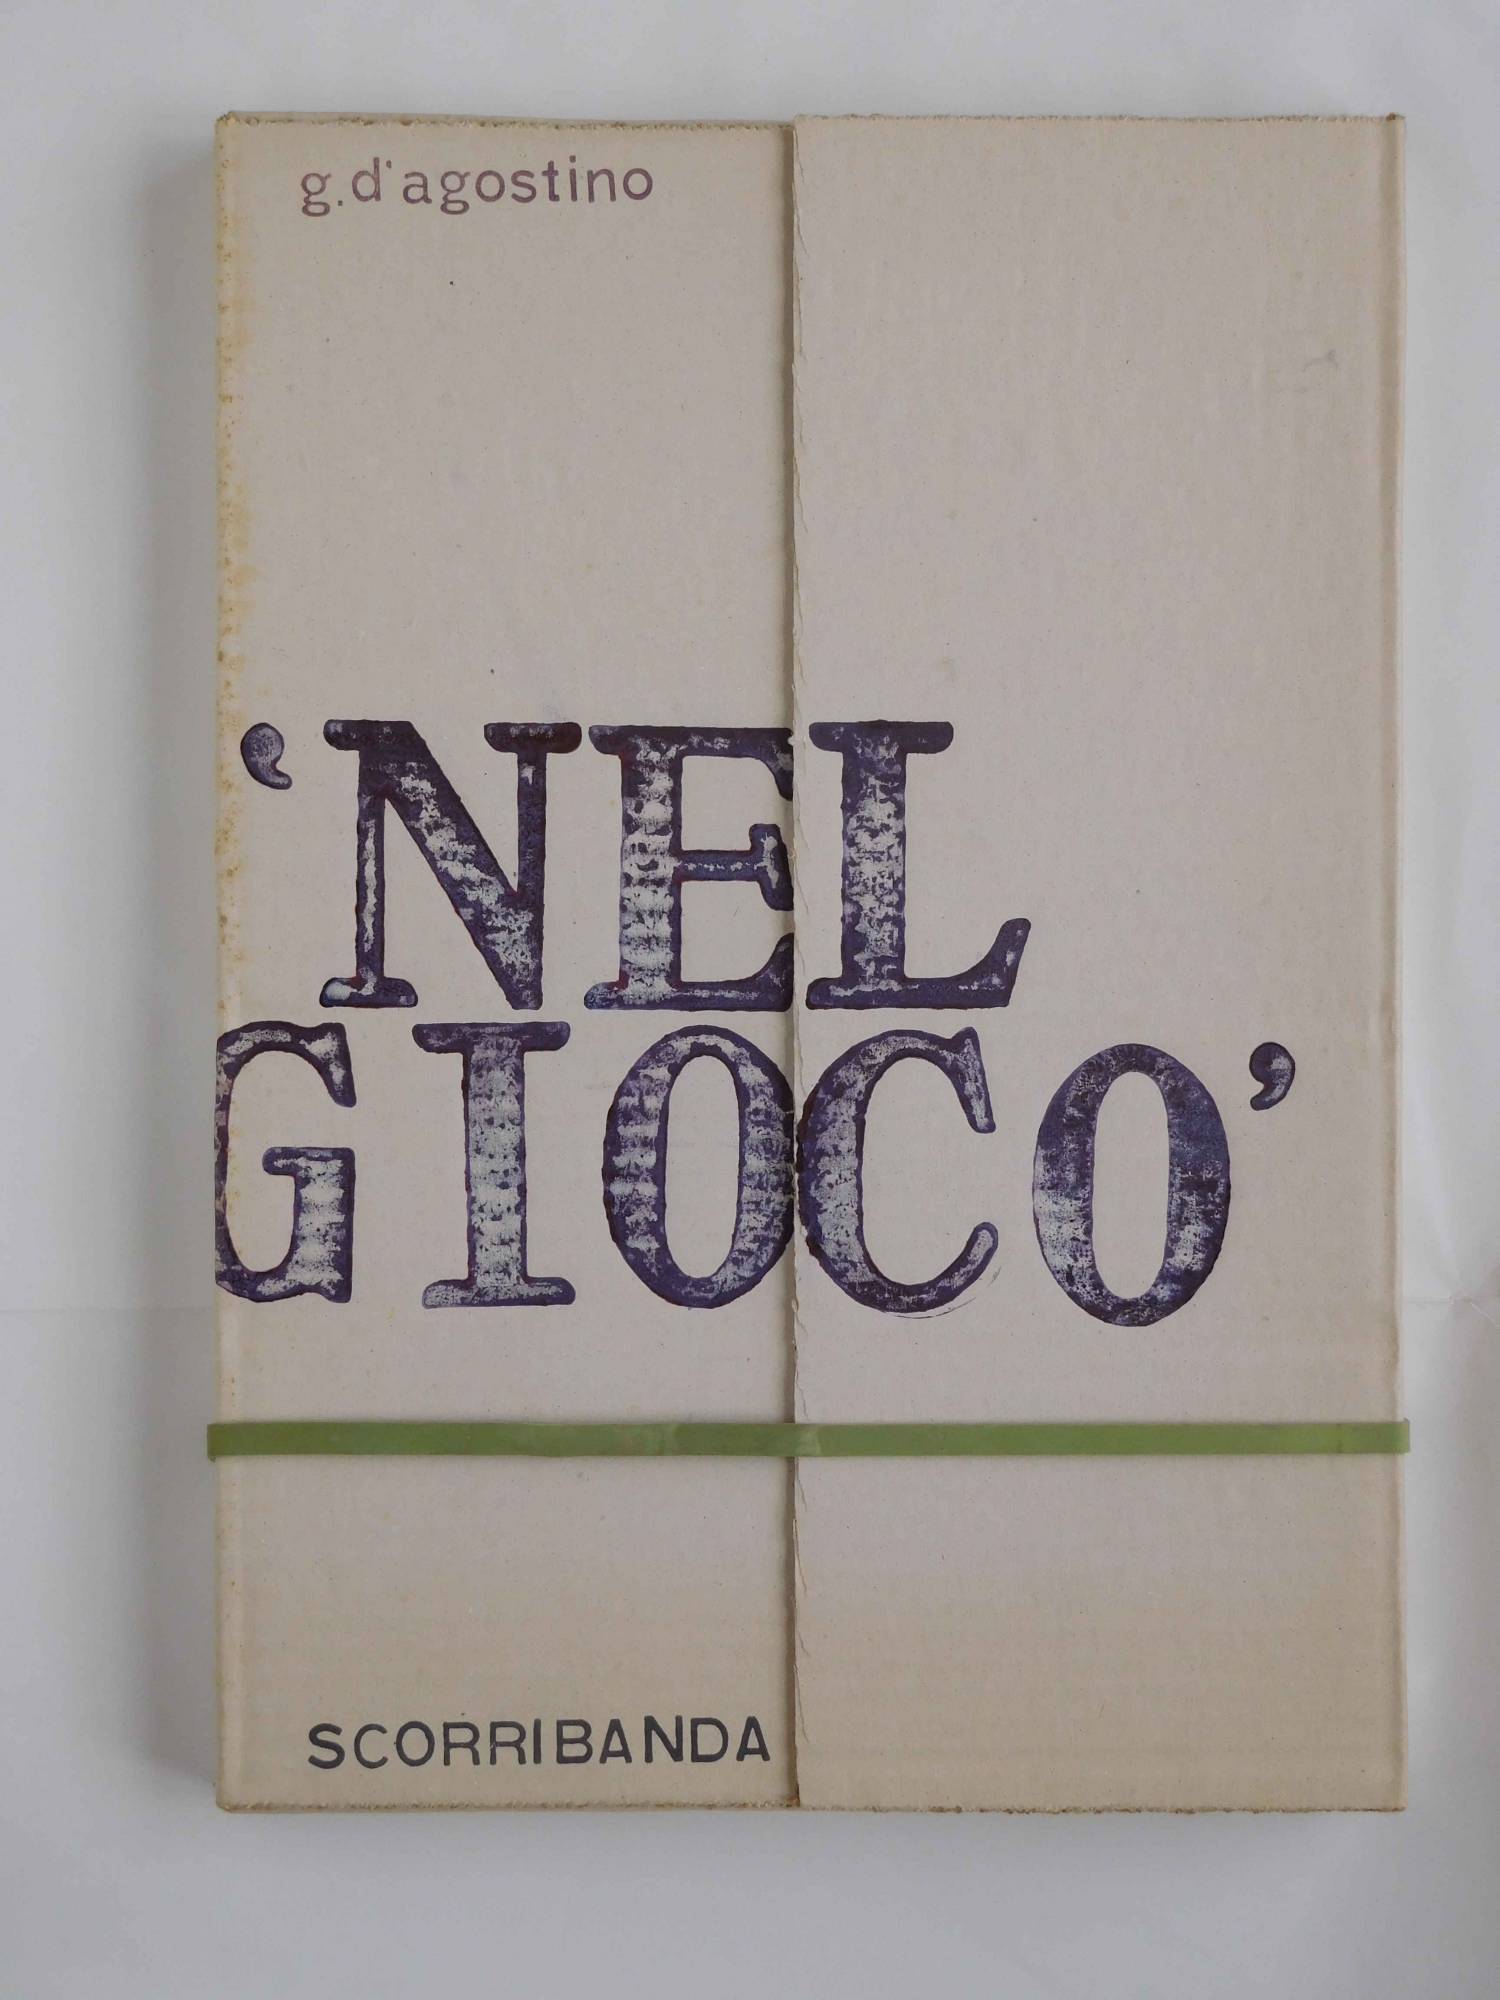 g.d'agostino
‘NEL
GIOCO’
SCORRIBANDA